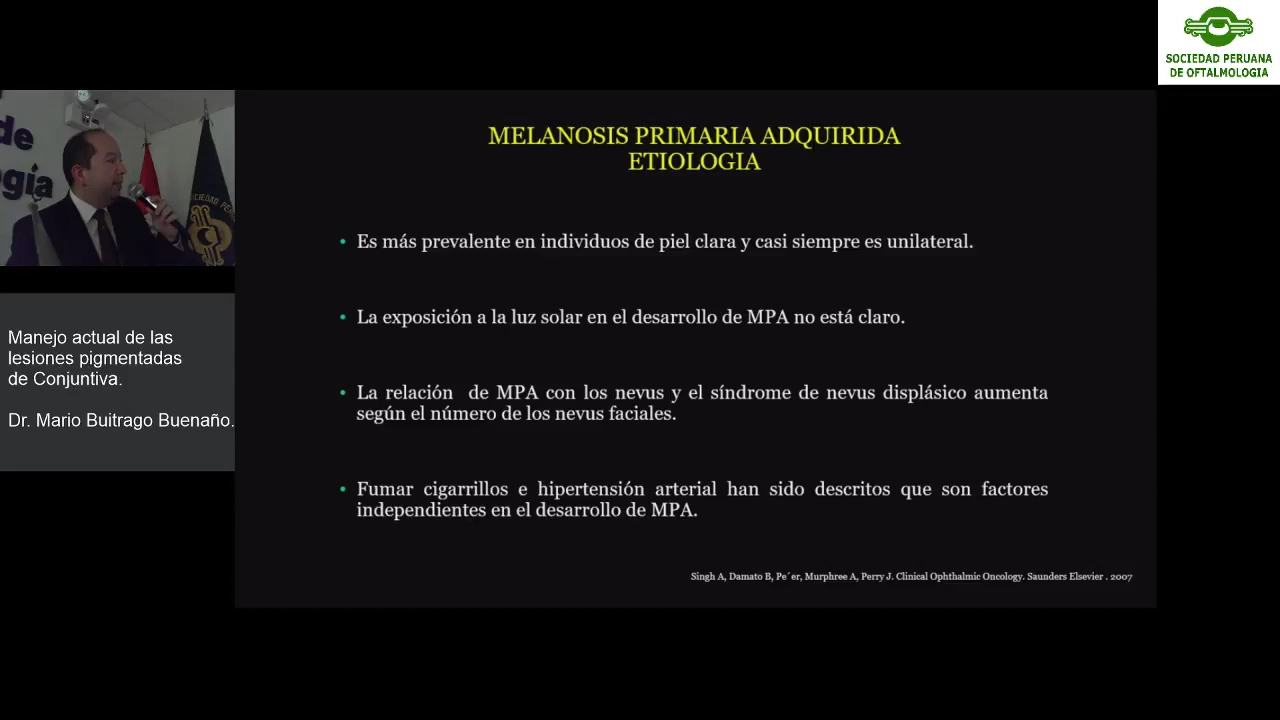 SOCIEDAD PERUANA
DE OFTALMOLOGIA
de
ogía
SOCIEDAD PE
Manejo actual de las
lesiones pigmentadas
de Conjuntiva.
Dr. Mario Buitrago Buenaño.
MELANOSIS PRIMARIA ADQUIRIDA
ETIOLOGIA
• Es más prevalente en individuos de piel clara y casi siempre es unilateral.
• La exposición a la luz solar en el desarrollo de MPA no está claro.
• La relación de MPA con los nevus y el síndrome de nevus displásico aumenta
según el número de los nevus faciales.
• Fumar cigarrillos e hipertensión arterial han sido descritos que son factores
independientes en el desarrollo de MPA.
Singh A, Damato B, Pe´er, Murphree A, Perry J. Clinical Ophthalmic Oncology. Saunders Elsevier . 2007